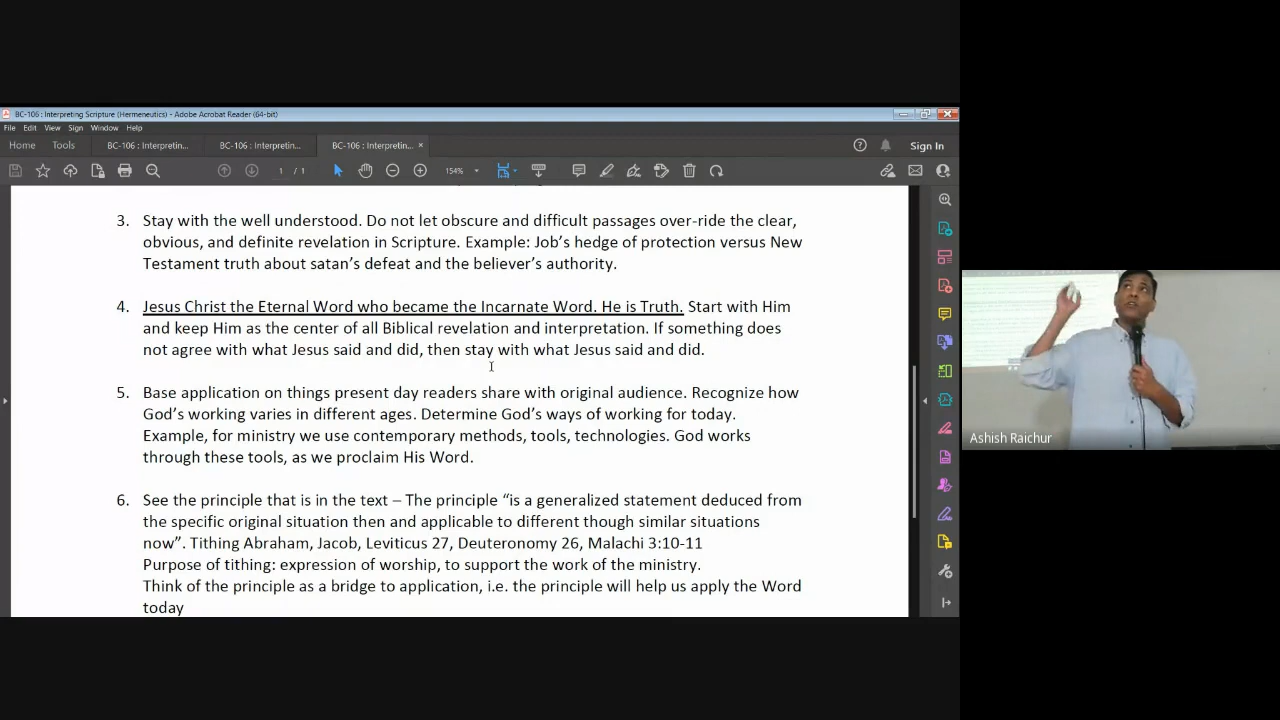 BC-106 : Interpreting Scripture (Hermeneutics) - Adobe Acrobat Reader (64-bit)
File Edit View Sign Window Help
Home Tools BC-106 : Interpretin... BC-106 : Interpretin... BC-106 : Interpretin... × Sign In
1 / 1 154%
3. Stay with the well understood. Do not let obscure and difficult passages over-ride the clear,
obvious, and definite revelation in Scripture. Example: Job's hedge of protection versus New
Testament truth about satan's defeat and the believer's authority.
4. Jesus Christ the Eternal Word who became the Incarnate Word. He is Truth. Start with Him
and keep Him as the center of all Biblical revelation and interpretation. If something does
not agree with what Jesus said and did, then stay with what Jesus said and did.
5. Base application on things present day readers share with original audience. Recognize how
God's working varies in different ages. Determine God's ways of working for today.
Example, for ministry we use contemporary methods, tools, technologies. God works
through these tools, as we proclaim His Word.
6. See the principle that is in the text – The principle “is a generalized statement deduced from
the specific original situation then and applicable to different though similar situations
now”. Tithing Abraham, Jacob, Leviticus 27, Deuteronomy 26, Malachi 3:10-11
Purpose of tithing: expression of worship, to support the work of the ministry.
Think of the principle as a bridge to application, i.e. the principle will help us apply the Word
today
Ashish Raichur